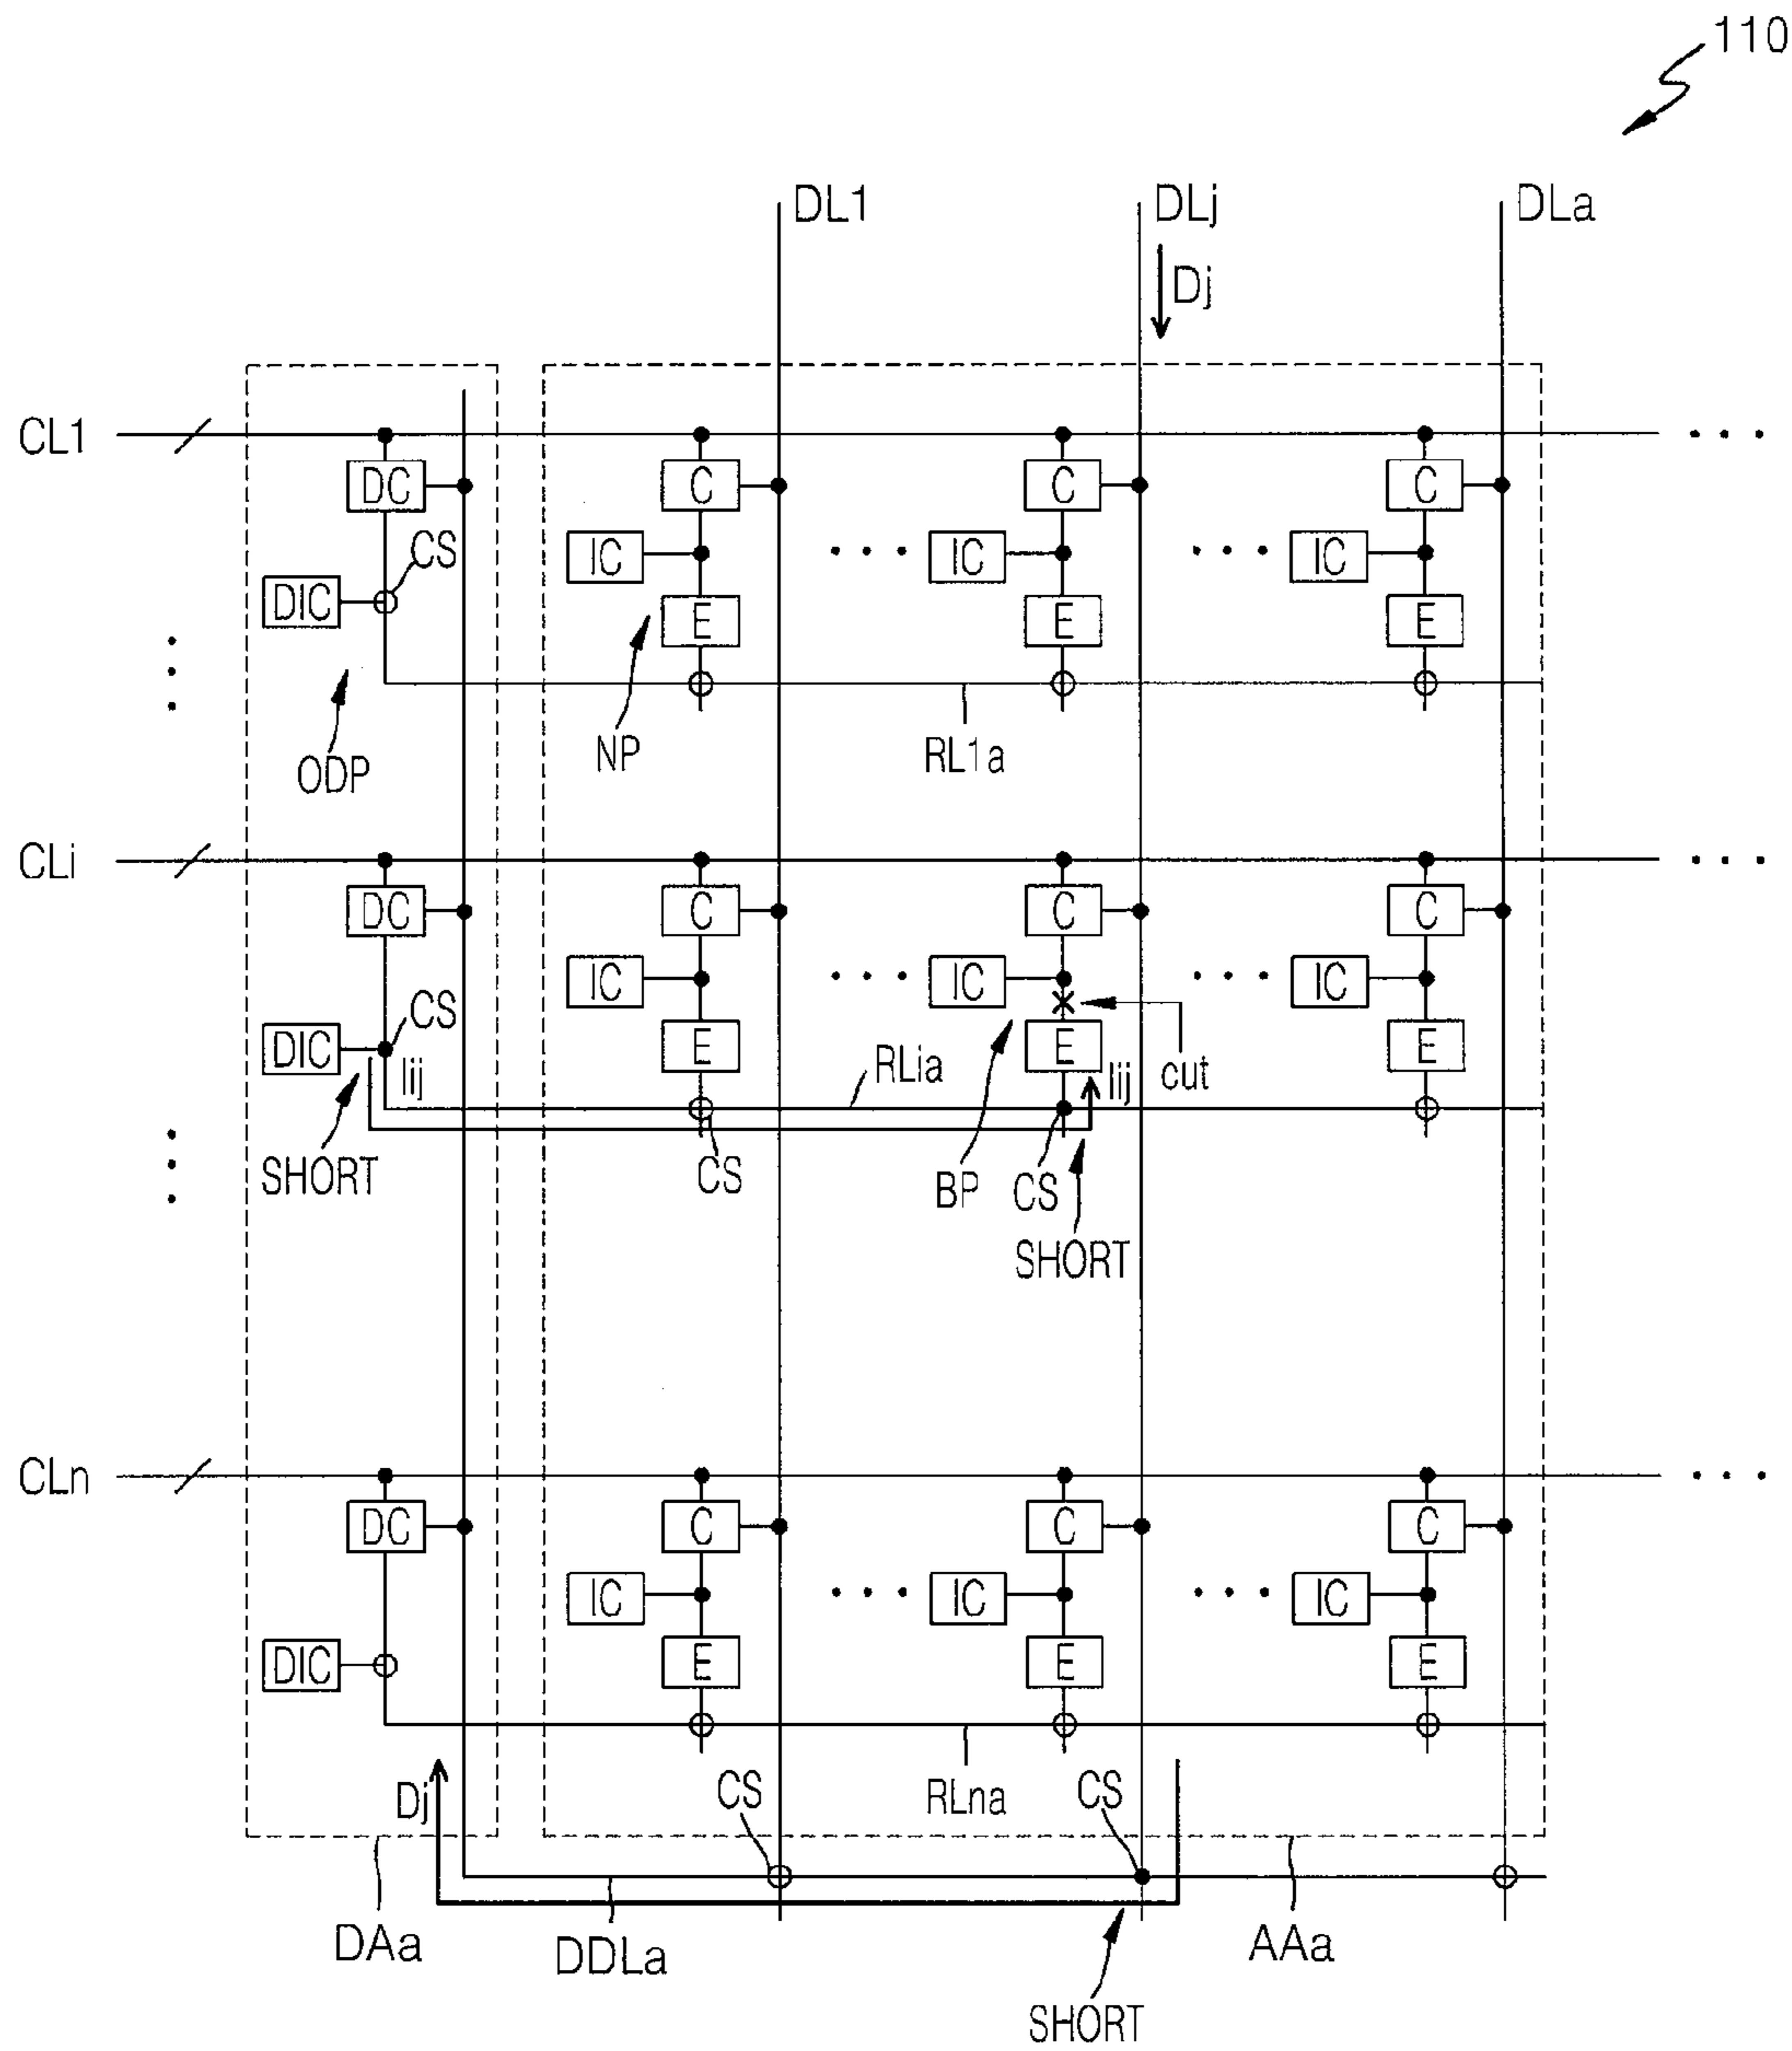 110
DL1 DLj DLa
Dj
CL1
DC C C C
CS
IC • • • IC • • • IC
DIC
E E E
ODP NP RL1a
CLi
DC C C C
IC • • • IC • • • IC
CS
DIC E E E
Iij RLia Iij cut
SHORT CS BP CS
SHORT
CLn
DC C C C
IC • • • IC • • • IC
DIC E E E
Dj CS RLna CS
DAa DDLa AAa
SHORT